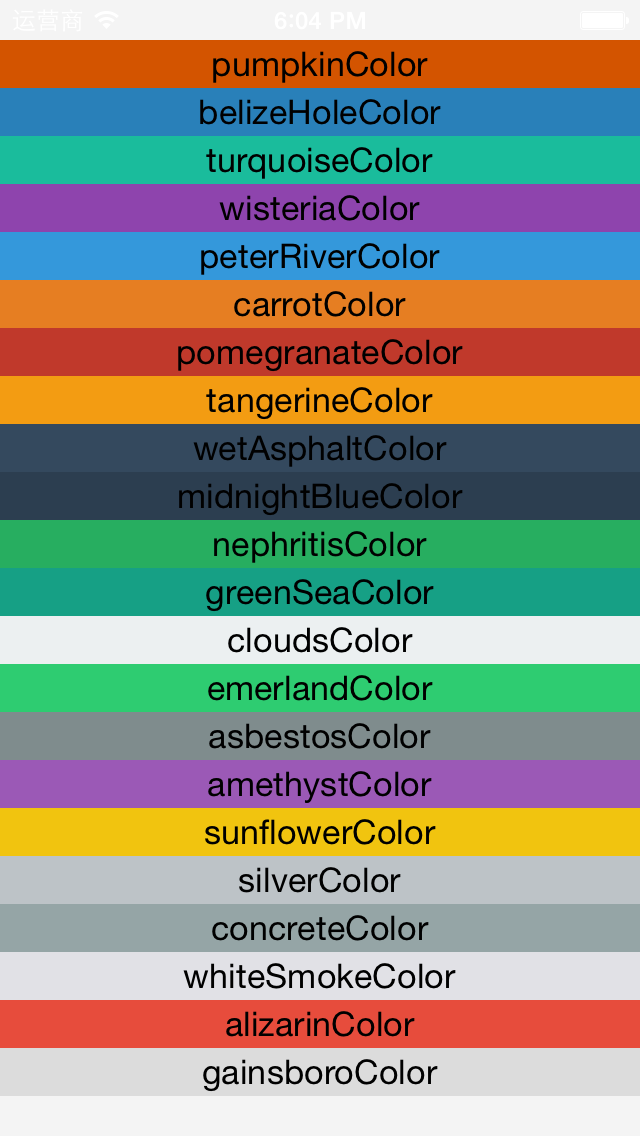 运营商 6:04 PM
pumpkinColor
belizeHoleColor
turquoiseColor
wisteriaColor
peterRiverColor
carrotColor
pomegranateColor
tangerineColor
wetAsphaltColor
midnightBlueColor
nephritisColor
greenSeaColor
cloudsColor
emerlandColor
asbestosColor
amethystColor
sunflowerColor
silverColor
concreteColor
whiteSmokeColor
alizarinColor
gainsboroColor